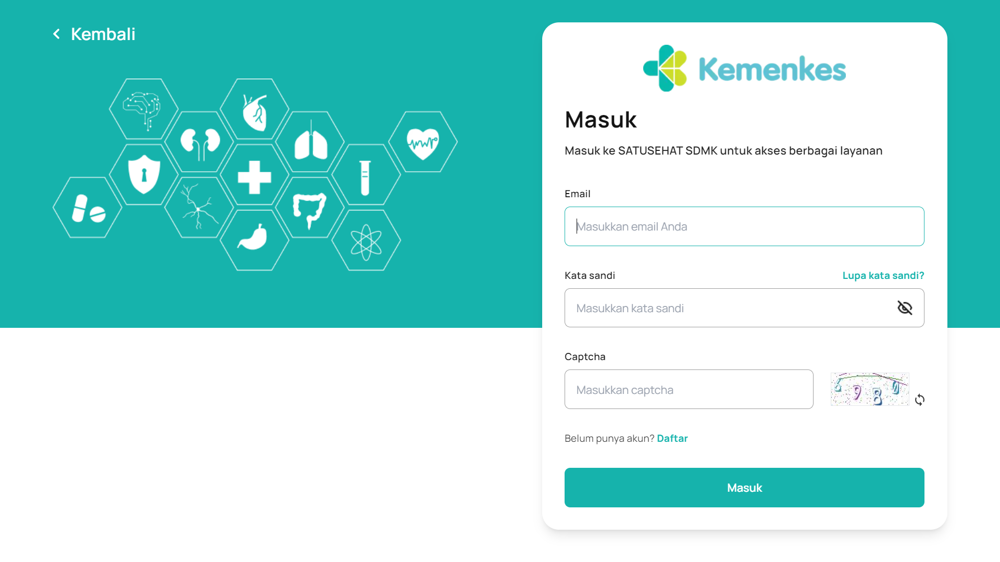 Kembali
Kemenkes
Masuk
Masuk ke SATUSEHAT SDMK untuk akses berbagai layanan
Email
Masukkan email Anda
Kata sandi
Lupa kata sandi?
Masukkan kata sandi
Captcha
Masukkan captcha
Belum punya akun? Daftar
Masuk